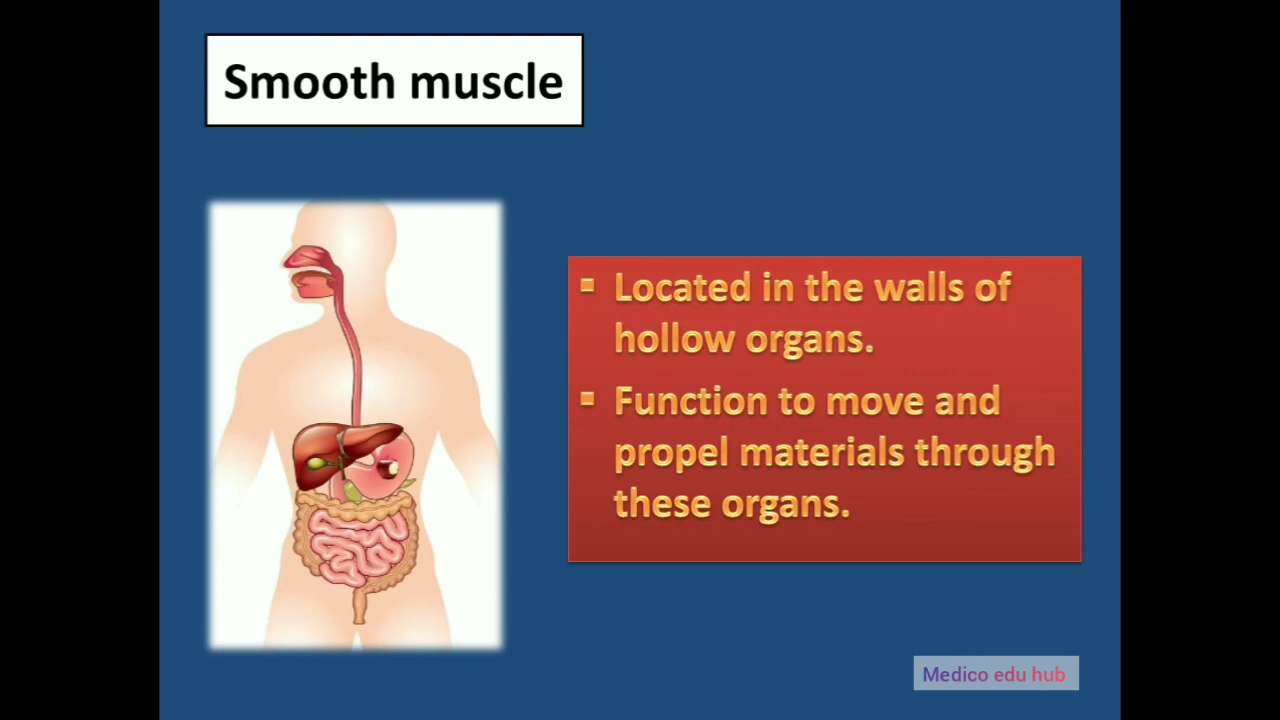 Smooth muscle
▪ Located in the walls of
hollow organs.
▪ Function to move and
propel materials through
these organs.
Medico edu hub